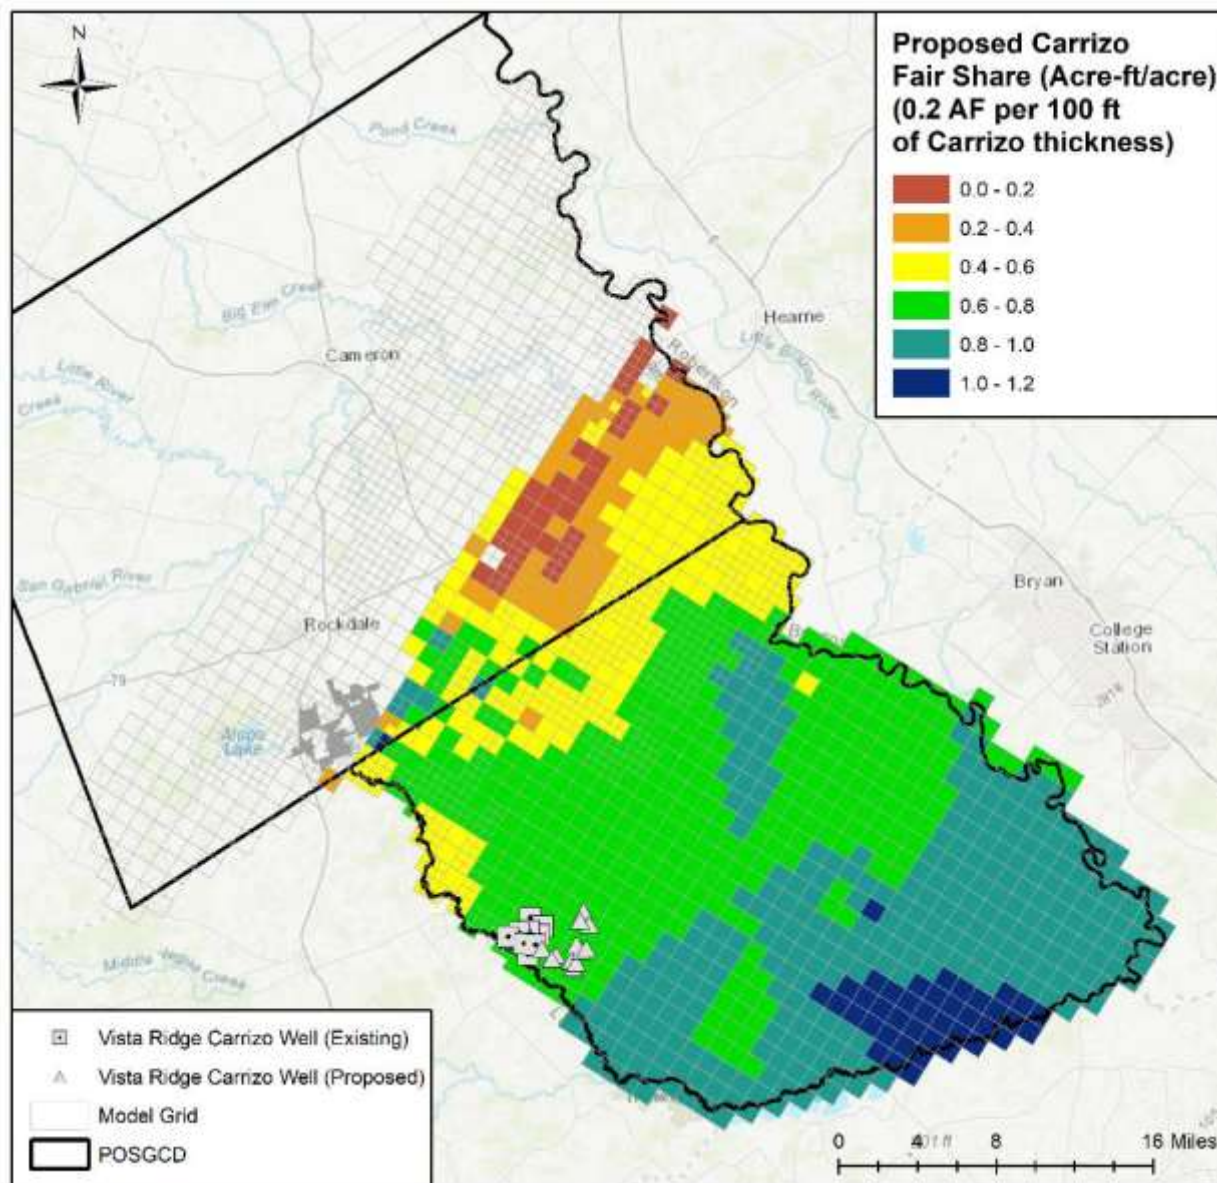 N
Proposed Carrizo
Fair Share (Acre-ft/acre)
(0.2 AF per 100 ft
of Carrizo thickness)
0.0 - 0.2
0.2 - 0.4
0.4 - 0.6
0.6 - 0.8
0.8 - 1.0
1.0 - 1.2
Pond Creek
Big Elm Creek
Hearne
Little Brazos River
Robertson
Cameron
Little River
Creek
San Gabriel River
Rockdale
Bryan
College
Station
79
Alcoa
Lake
Middle Yegua Creek
Vista Ridge Carrizo Well (Existing)
Vista Ridge Carrizo Well (Proposed)
Model Grid
POSGCD
0 4 8 16 Miles